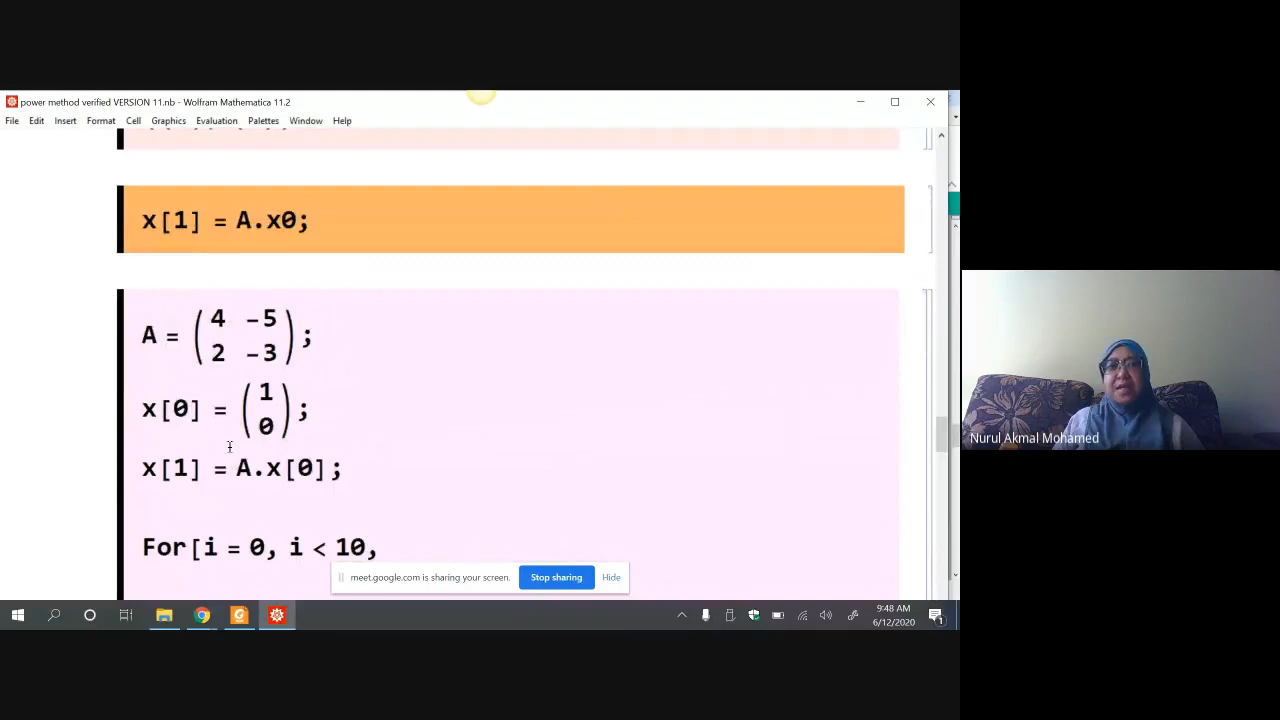 power method verified VERSION 11.nb - Wolfram Mathematica 11.2
File Edit Insert Format Cell Graphics Evaluation Palettes Window Help
x[1] = A.x0;
A = ( 4 -5
2 -3 ) ;
x[0] = ( 1
0 ) ;
x[1] = A.x[0];
For[i = 0, i < 10,
meet.google.com is sharing your screen. Stop sharing Hide
Nurul Akmal Mohamed
9:48 AM
6/12/2020
1